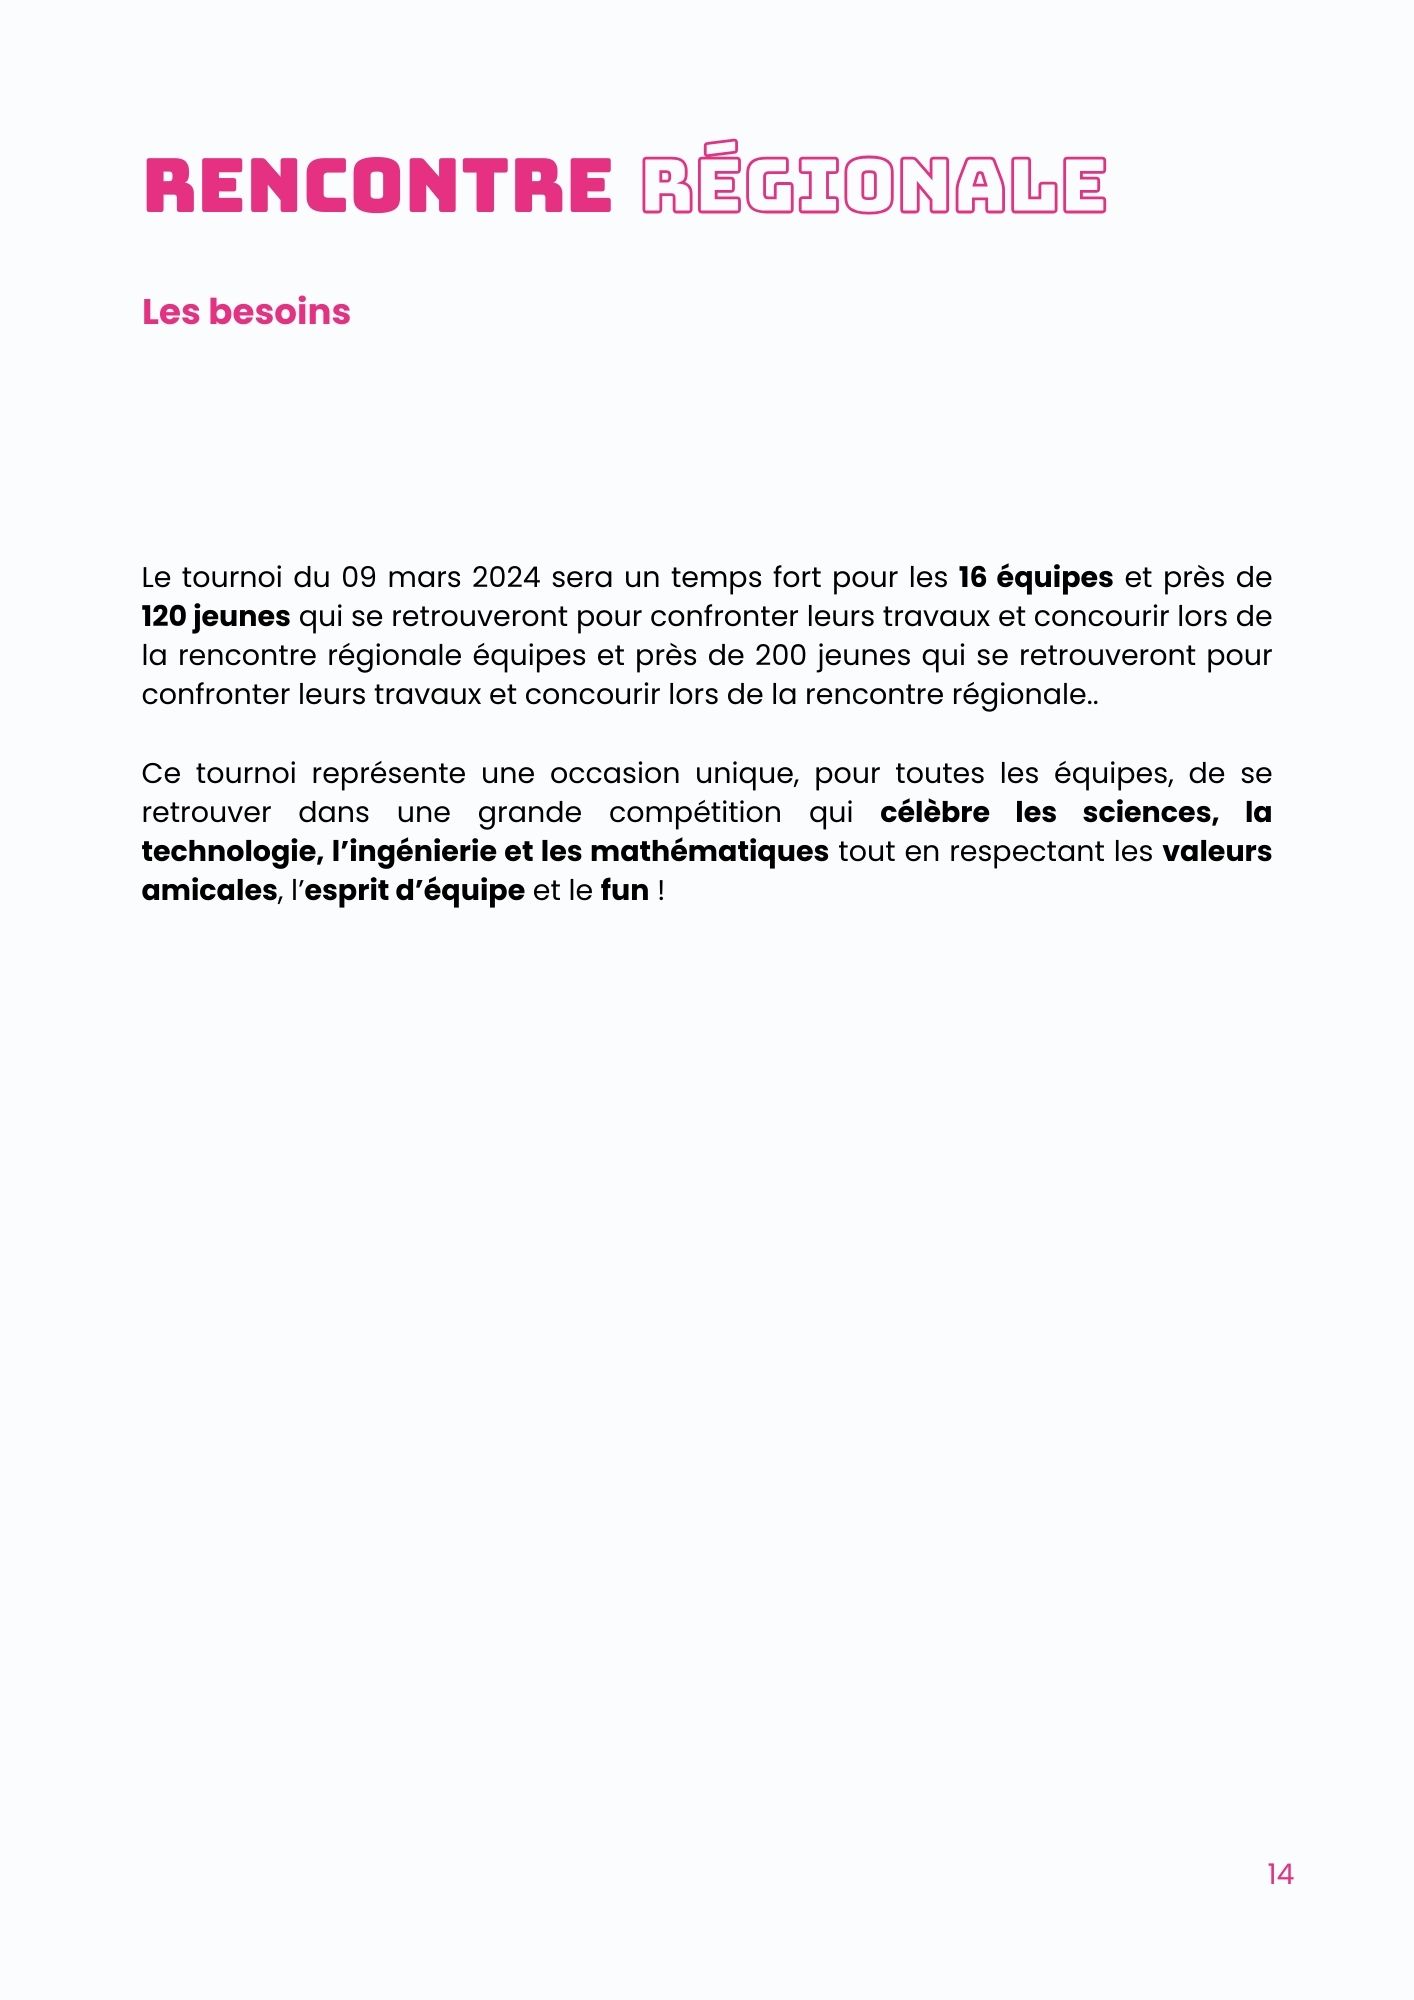 RENCONTRE RÉGIONALE
Les besoins
Le tournoi du 09 mars 2024 sera un temps fort pour les 16 équipes et près de
120 jeunes qui se retrouveront pour confronter leurs travaux et concourir lors de
la rencontre régionale équipes et près de 200 jeunes qui se retrouveront pour
confronter leurs travaux et concourir lors de la rencontre régionale..
Ce tournoi représente une occasion unique, pour toutes les équipes, de se
retrouver dans une grande compétition qui célèbre les sciences, la
technologie, l’ingénierie et les mathématiques tout en respectant les valeurs
amicales, l’esprit d’équipe et le fun !
14